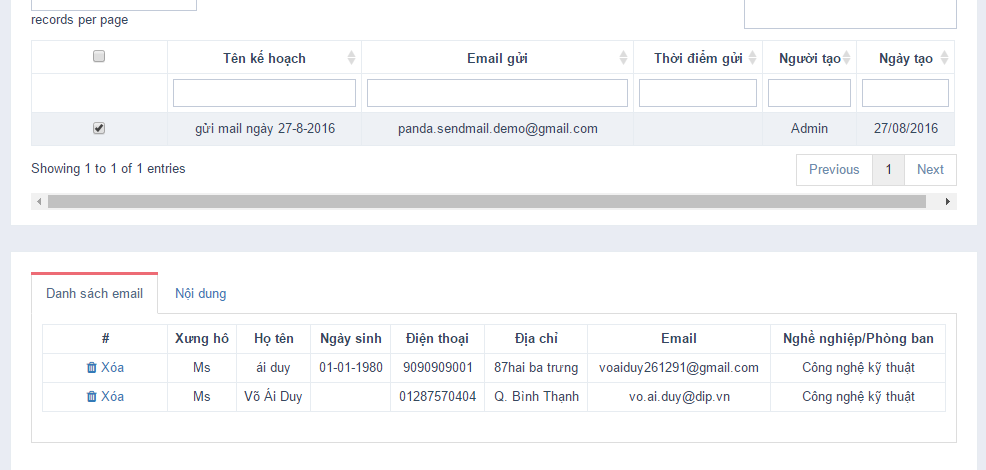 records per page
Tên kế hoạch Email gửi Thời điểm gửi Người tạo Ngày tạo
gửi mail ngày 27-8-2016 panda.sendmail.demo@gmail.com Admin 27/08/2016
Showing 1 to 1 of 1 entries Previous 1 Next
Danh sách email Nội dung
# Xưng hô Họ tên Ngày sinh Điện thoại Địa chỉ Email Nghề nghiệp/Phòng ban
Xóa Ms ái duy 01-01-1980 9090909001 87hai ba trưng voaiduy261291@gmail.com Công nghệ kỹ thuật
Xóa Ms Võ Ái Duy 01287570404 Q. Bình Thạnh vo.ai.duy@dip.vn Công nghệ kỹ thuật